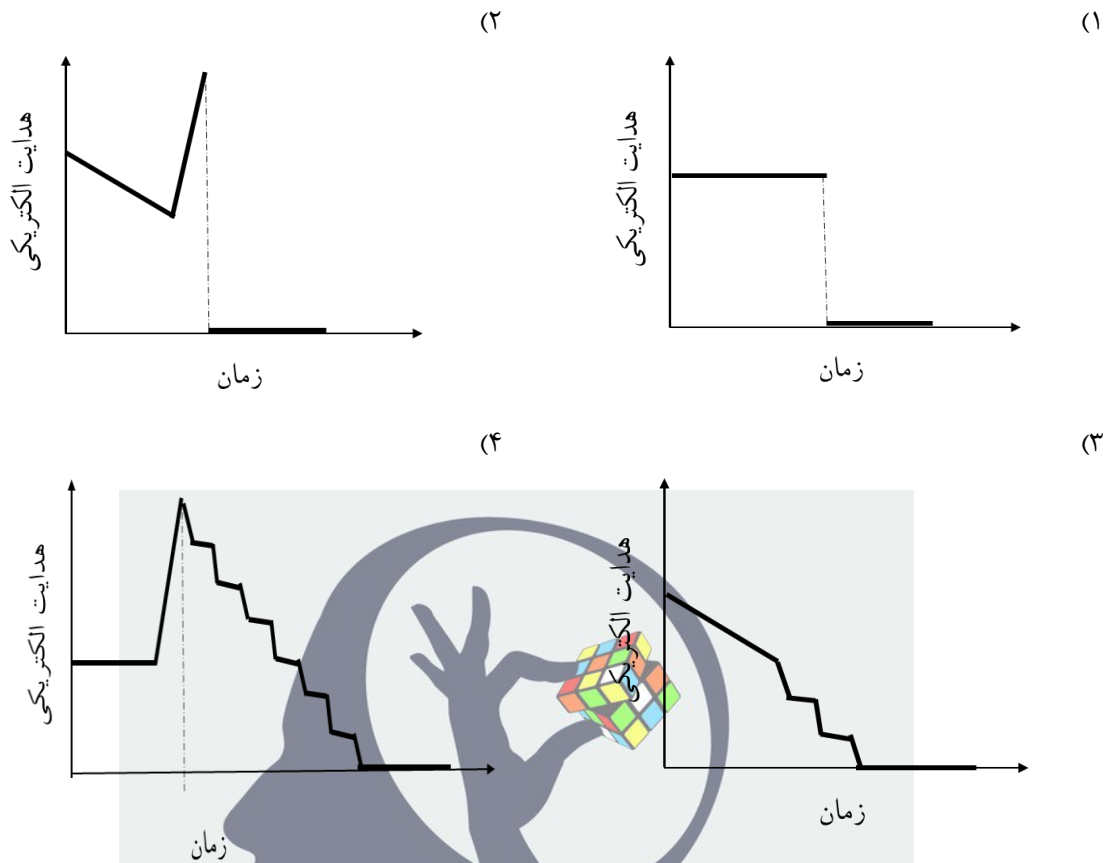 ۱)
هدایت الکتریکی
زمان
۲)
هدایت الکتریکی
زمان
۳)
هدایت الکتریکی
زمان
۴)
هدایت الکتریکی
زمان